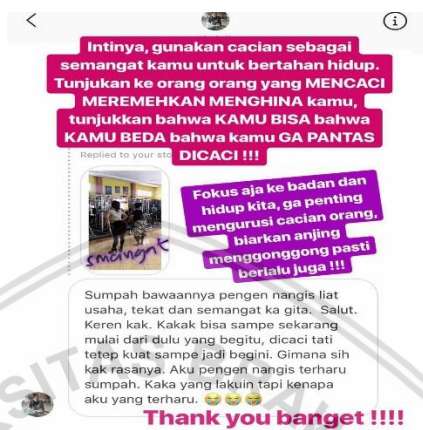 Intinya, gunakan cacian sebagai
semangat kamu untuk bertahan hidup.
Tunjukan ke orang orang yang MENCACI
MEREMEHKAN MENGHINA kamu,
tunjukkan bahwa KAMU BISA bahwa
KAMU BEDA bahwa kamu GA PANTAS
Replied to your sto
DICACI !!!
Fokus aja ke badan dan
hidup kita, ga penting
mengurusi cacian orang,
biarkan anjing
menggonggong pasti
berlalu juga !!!
smangat
Sumpah bawaannya pengen nangis liat
usaha, tekat dan semangat ka gita. Salut.
Keren kak. Kakak bisa sampe sekarang
mulai dari dulu yang begitu, dicaci tati
tetep kuat sampe jadi begini. Gimana sih
kak rasanya. Aku pengen nangis terharu
sumpah. Kaka yang lakuin tapi kenapa
aku yang terharu. 😭😭😭
Thank you banget !!!!